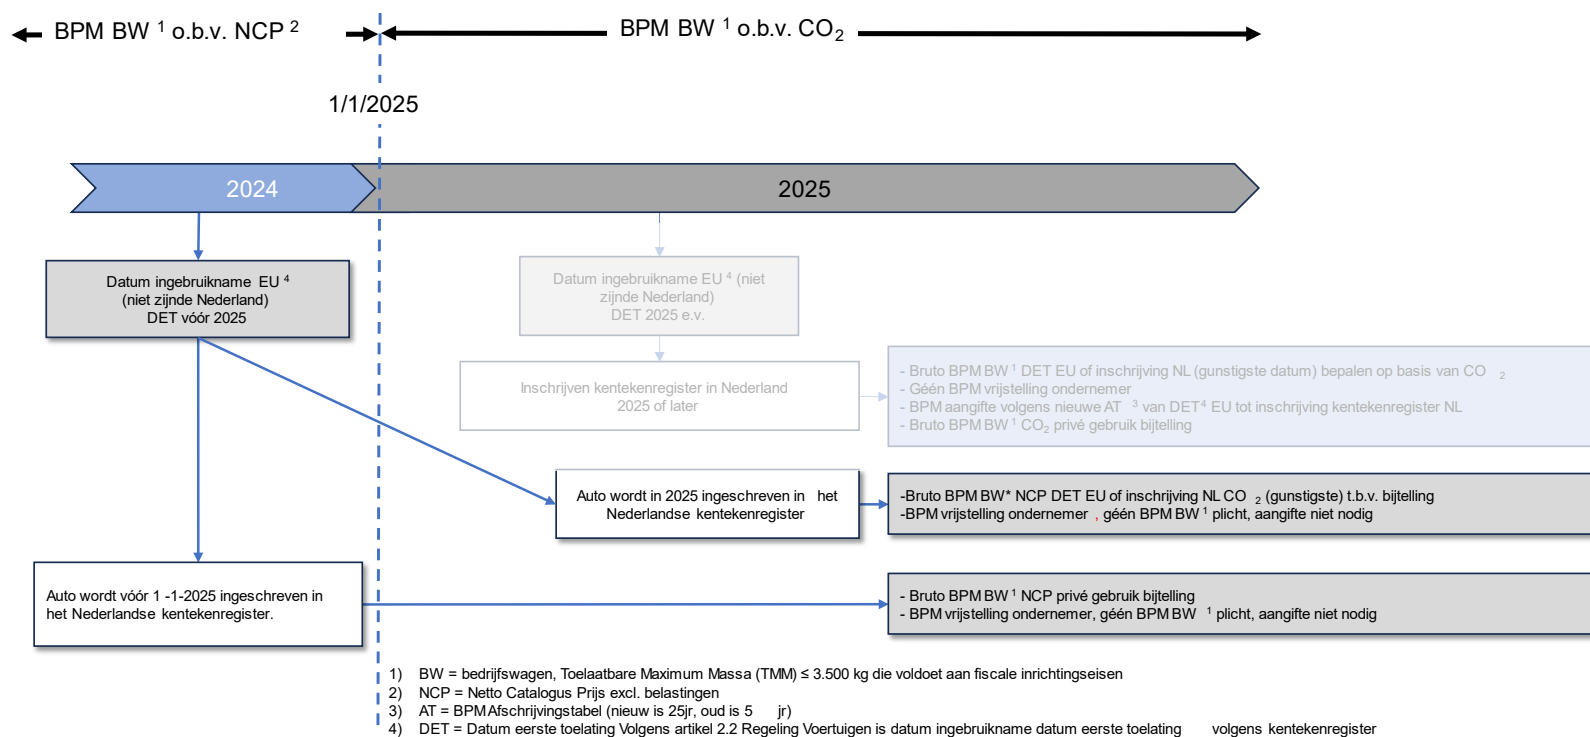 BPM BW 1 o.b.v. NCP 2
BPM BW 1 o.b.v. CO2
1/1/2025
2024
2025
Datum ingebruikname EU 4
(niet zijnde Nederland)
DET vóór 2025
Datum ingebruikname EU 4 (niet
zijnde Nederland)
DET 2025 e.v.
Inschrijven kentekenregister in Nederland
2025 of later
- Bruto BPM BW 1 DET EU of inschrijving NL (gunstigste datum) bepalen op basis van CO 2
- Géén BPM vrijstelling ondernemer
- BPM aangifte volgens nieuwe AT 3 van DET4 EU tot inschrijving kentekenregister NL
- Bruto BPM BW 1 CO2 privé gebruik bijtelling
Auto wordt in 2025 ingeschreven in het
Nederlandse kentekenregister
-Bruto BPM BW* NCP DET EU of inschrijving NL CO 2 (gunstigste) t.b.v. bijtelling
-BPM vrijstelling ondernemer , géén BPM BW 1 plicht, aangifte niet nodig
Auto wordt vóór 1 -1-2025 ingeschreven in
het Nederlandse kentekenregister.
- Bruto BPM BW 1 NCP privé gebruik bijtelling
- BPM vrijstelling ondernemer, géén BPM BW 1 plicht, aangifte niet nodig
1) BW = bedrijfswagen, Toelaatbare Maximum Massa (TMM) ≤ 3.500 kg die voldoet aan fiscale inrichtingseisen
2) NCP = Netto Catalogus Prijs excl. belastingen
3) AT = BPM Afschrijvingstabel (nieuw is 25jr, oud is 5 jr)
4) DET = Datum eerste toelating Volgens artikel 2.2 Regeling Voertuigen is datum ingebruikname datum eerste toelating volgens kentekenregister